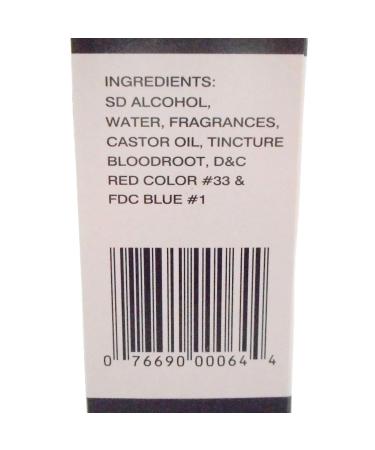 INGREDIENTS:
SD ALCOHOL,
WATER, FRAGRANCES,
CASTOR OIL, TINCTURE
BLOODROOT, D&C
RED COLOR #33 &
FDC BLUE #1
0 76690 00064 4